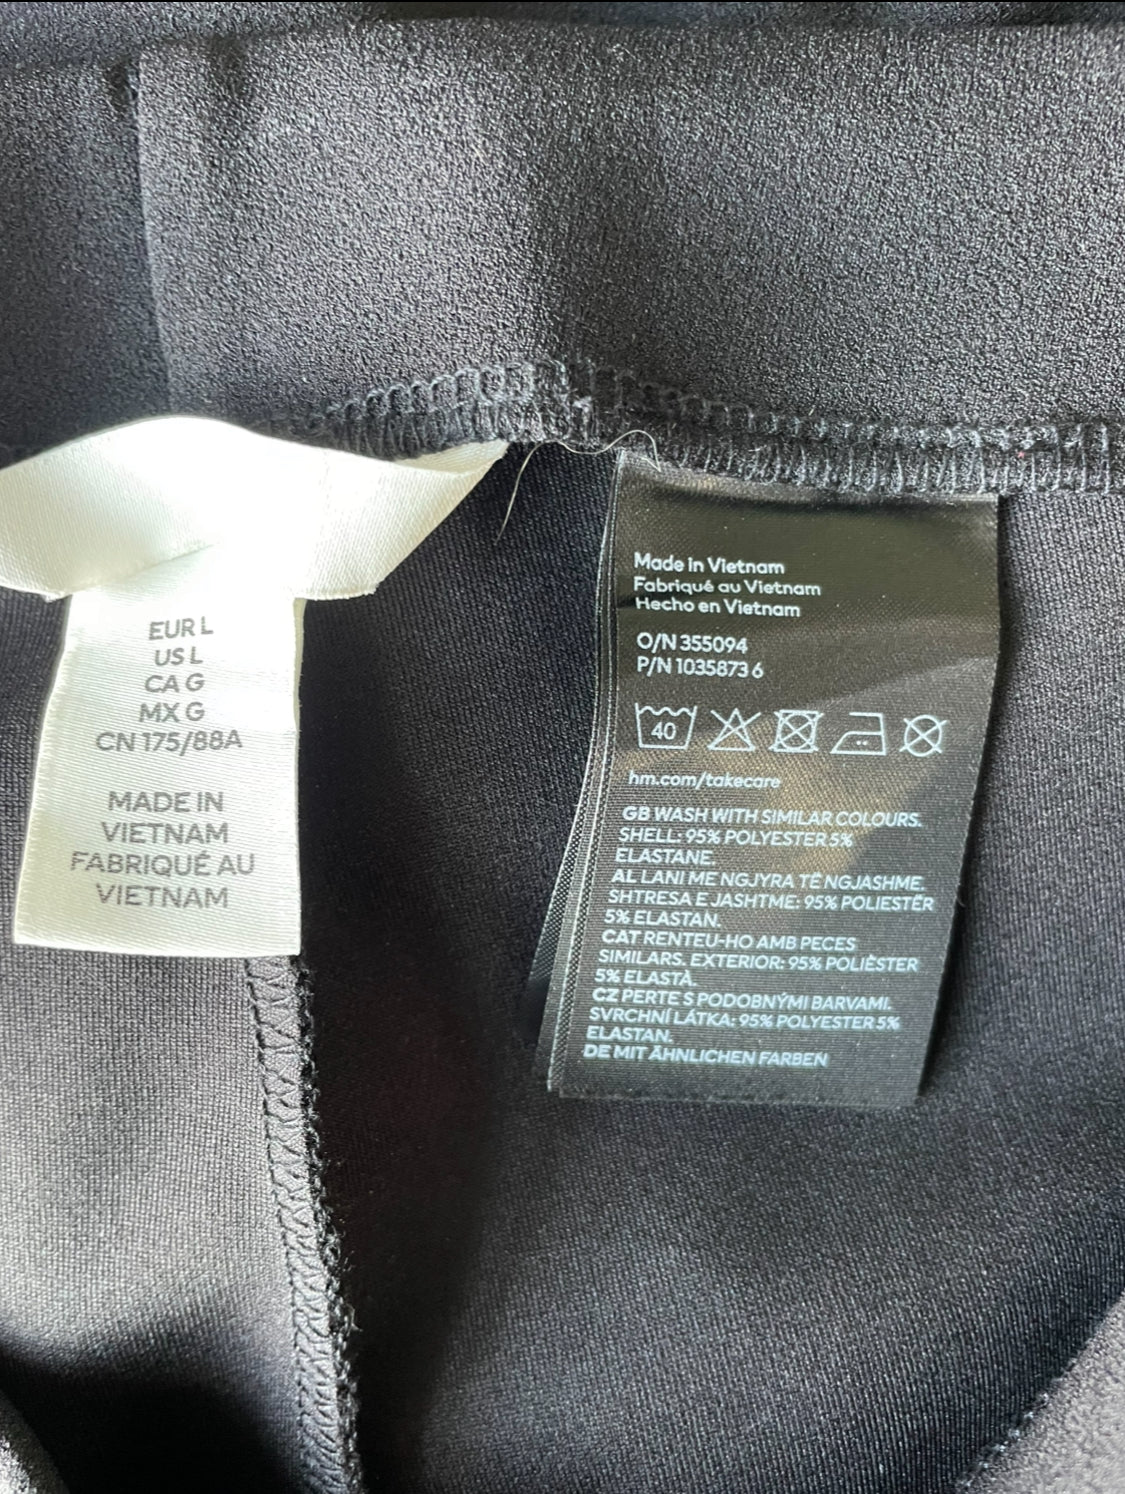 EUR L
US L
CA G
MX G
CN 175/88A
MADE IN
VIETNAM
FABRIQUÉ AU
VIETNAM
Made in Vietnam
Fabriqué au Vietnam
Hecho en Vietnam
O/N 355094
P/N 1035873 6
40
hm.com/takecare
GB WASH WITH SIMILAR COLOURS.
SHELL: 95% POLYESTER 5%
ELASTANE.
AL LANI ME NGJYRA TË NGJASHME.
SHTRESA E JASHTME: 95% POLIESTËR
5% ELASTAN.
CAT RENTEU-HO AMB PECES
SIMILARS. EXTERIOR: 95% POLIÈSTER
5% ELASTÀ.
CZ PERTE S PODOBNÝMI BARVAMI.
SVRCHNÍ LÁTKA: 95% POLYESTER 5%
ELASTAN.
DE MIT ÄHNLICHEN FARBEN